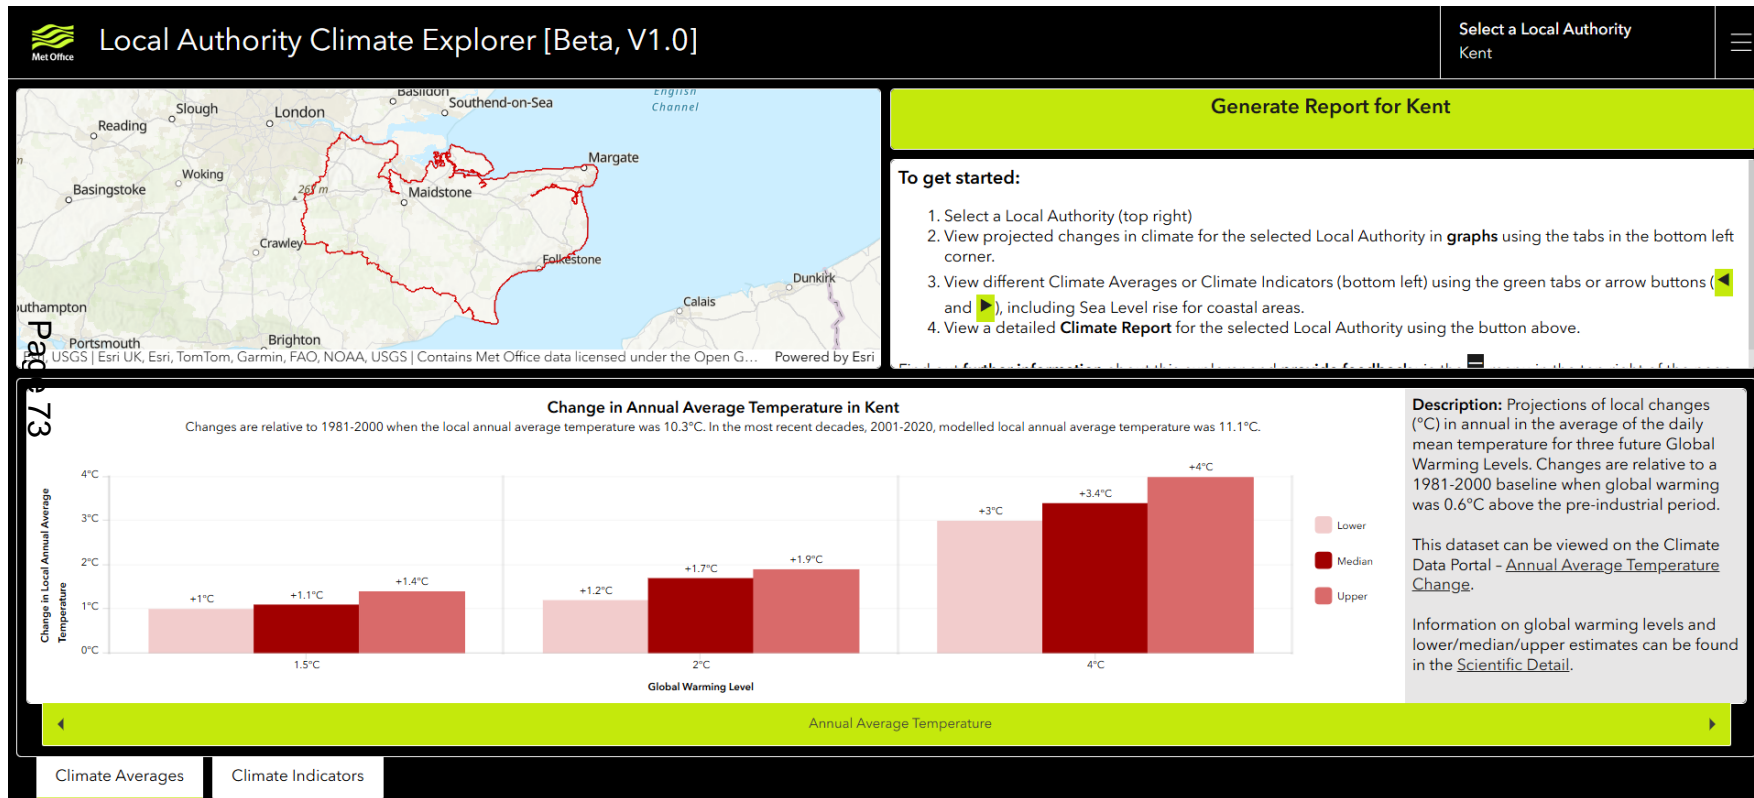 Met Office
Local Authority Climate Explorer [Beta, V1.0]
Select a Local Authority
Kent
Basildon
English
Channel
Slough
London
Southend-on-Sea
Reading
Margate
Woking
Basingstoke
Maidstone
Crawley
Folkestone
Dunkirk
Calais
Portsmouth
Brighton
USGS | Esri UK, Esri, TomTom, Garmin, FAO, NOAA, USGS | Contains Met Office data licensed under the Open G...
Powered by Esri
Page 73
Generate Report for Kent
To get started:
1. Select a Local Authority (top right)
2. View projected changes in climate for the selected Local Authority in graphs using the tabs in the bottom left
corner.
3. View different Climate Averages or Climate Indicators (bottom left) using the green tabs or arrow buttons (◀
and ▶), including Sea Level rise for coastal areas.
4. View a detailed Climate Report for the selected Local Authority using the button above.
Change in Annual Average Temperature in Kent
Changes are relative to 1981-2000 when the local annual average temperature was 10.3°C. In the most recent decades, 2001-2020, modelled local annual average temperature was 11.1°C.
Change in Local Annual Average
Temperature
4°C
3°C
2°C
1°C
0°C
+1°C
+1.1°C
+1.4°C
+1.2°C
+1.7°C
+1.9°C
+3°C
+3.4°C
+4°C
1.5°C
2°C
4°C
Global Warming Level
Lower
Median
Upper
Description: Projections of local changes
(°C) in annual in the average of the daily
mean temperature for three future Global
Warming Levels. Changes are relative to a
1981-2000 baseline when global warming
was 0.6°C above the pre-industrial period.
This dataset can be viewed on the Climate
Data Portal – Annual Average Temperature
Change.
Information on global warming levels and
lower/median/upper estimates can be found
in the Scientific Detail.
Annual Average Temperature
Climate Averages
Climate Indicators